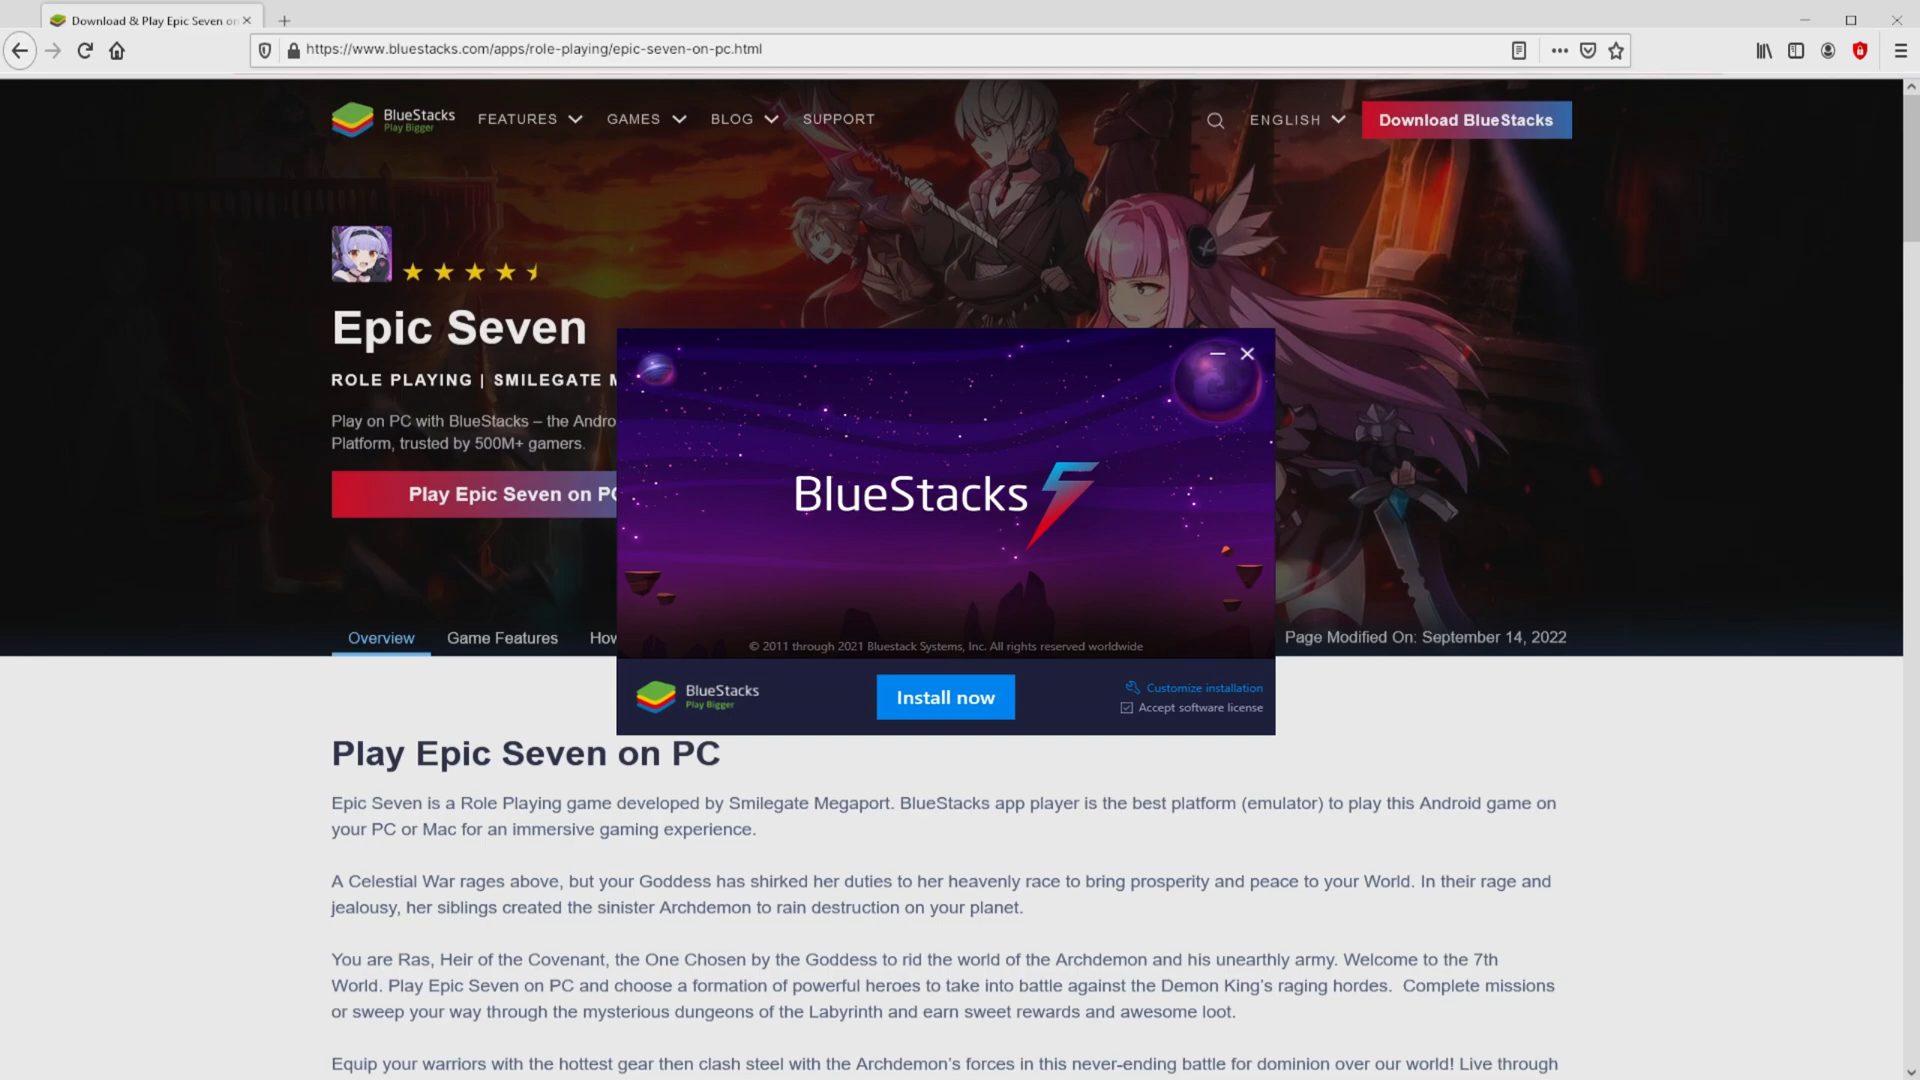 Download & Play Epic Seven on
https://www.bluestacks.com/apps/role-playing/epic-seven-on-pc.html
BlueStacks
Play Bigger
FEATURES
GAMES
BLOG
SUPPORT
ENGLISH
Download BlueStacks
Epic Seven
ROLE PLAYING | SMILEGATE
Play on PC with BlueStacks – the Andro
Platform, trusted by 500M+ gamers.
Play Epic Seven on PC
BlueStacks 5
© 2011 through 2021 Bluestack Systems, Inc. All rights reserved worldwide
BlueStacks
Play Bigger
Install now
Customize installation
Accept software license
Overview
Game Features
How
Page Modified On: September 14, 2022
Play Epic Seven on PC
Epic Seven is a Role Playing game developed by Smilegate Megaport. BlueStacks app player is the best platform (emulator) to play this Android game on
your PC or Mac for an immersive gaming experience.
A Celestial War rages above, but your Goddess has shirked her duties to her heavenly race to bring prosperity and peace to your World. In their rage and
jealousy, her siblings created the sinister Archdemon to rain destruction on your planet.
You are Ras, Heir of the Covenant, the One Chosen by the Goddess to rid the world of the Archdemon and his unearthly army. Welcome to the 7th
World. Play Epic Seven on PC and choose a formation of powerful heroes to take into battle against the Demon King's raging hordes.  Complete missions
or sweep your way through the mysterious dungeons of the Labyrinth and earn sweet rewards and awesome loot.
Equip your warriors with the hottest gear then clash steel with the Archdemon's forces in this never-ending battle for dominion over our world! Live through